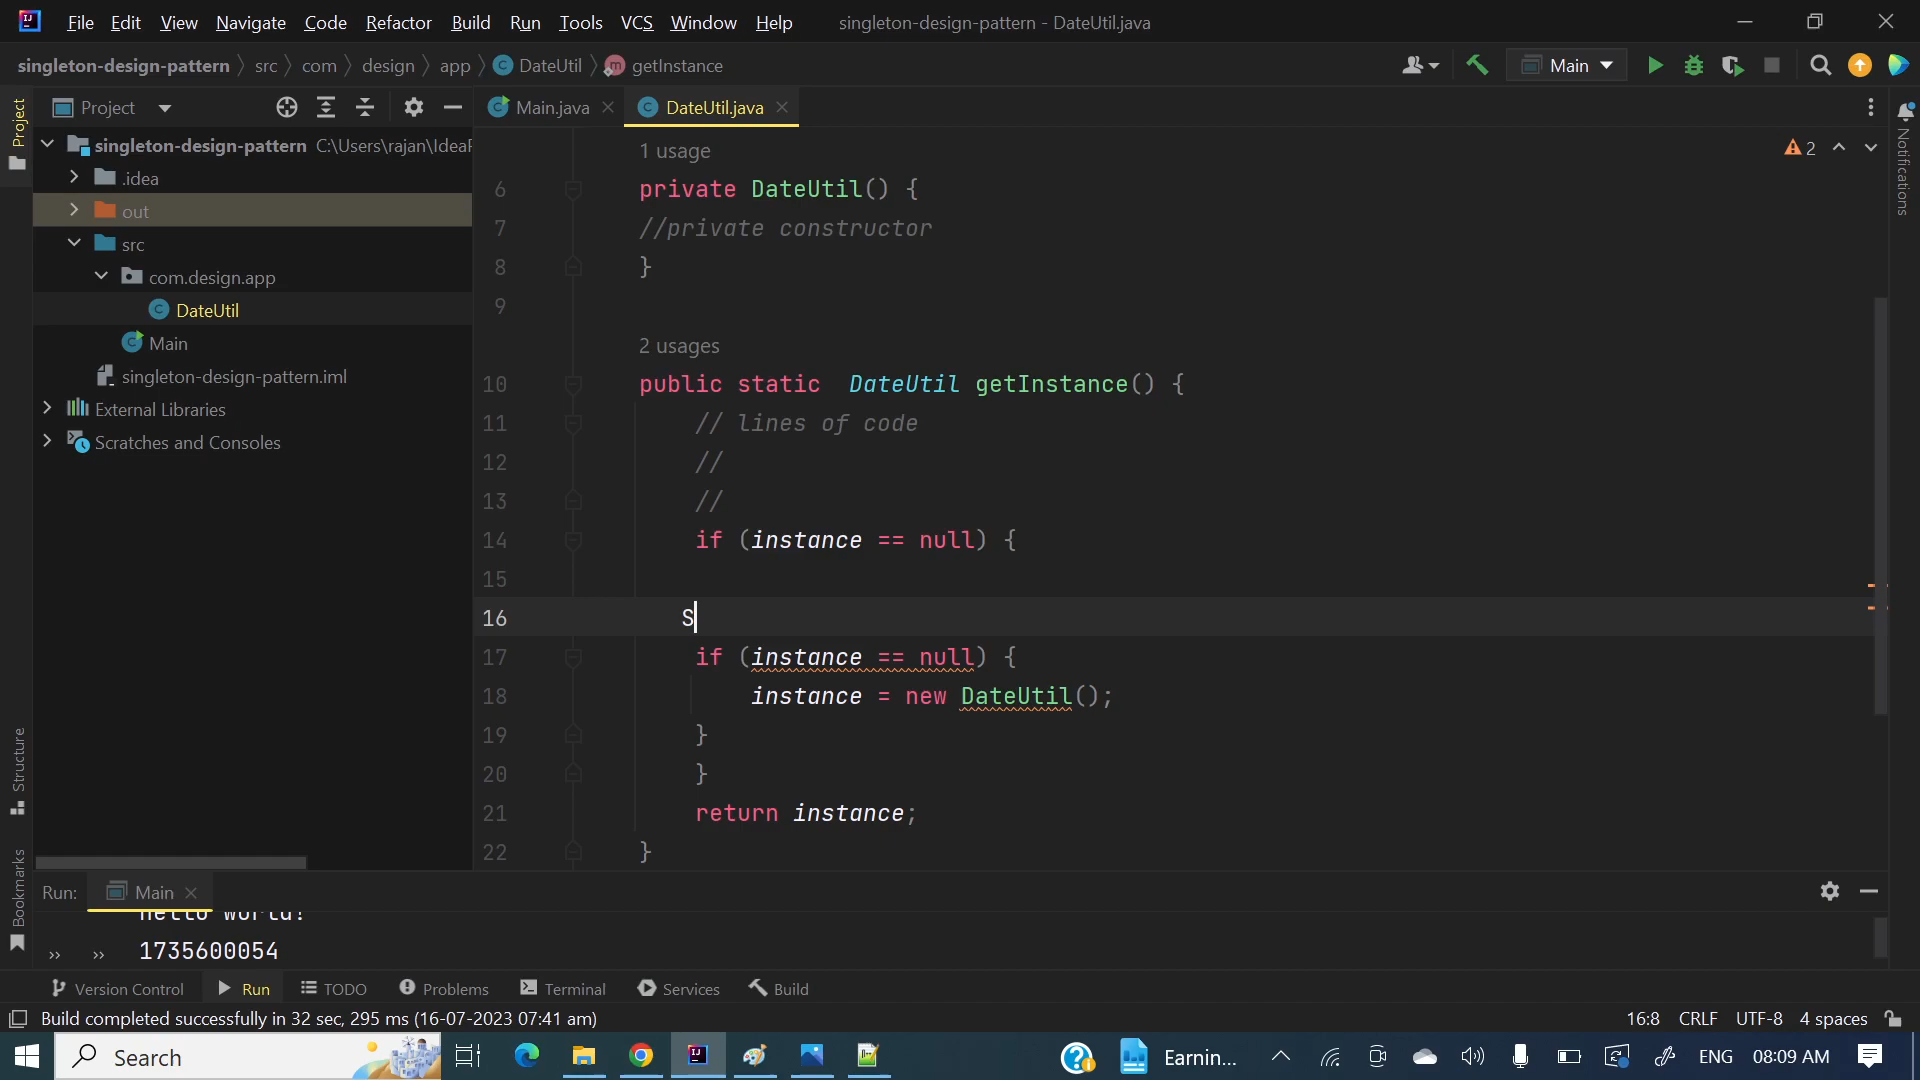 File Edit View Navigate Code Refactor Build Run Tools VCS Window Help singleton-design-pattern - DateUtil.java
singleton-design-pattern src com design app DateUtil getInstance Main
Project
Project
Main.java
DateUtil.java
Notifications
singleton-design-pattern C:\Users\rajan\Idea
.idea
out
src
com.design.app
DateUtil
Main
singleton-design-pattern.iml
External Libraries
Scratches and Consoles
2
1 usage
6 private DateUtil() {
7 //private constructor
8 }
9
2 usages
10 public static DateUtil getInstance() {
11 // lines of code
12 //
13 //
14 if (instance == null) {
15
16 S
17 if (instance == null) {
18 instance = new DateUtil();
19 }
20 }
21 return instance;
22 }
Structure
Bookmarks
Run: Main
Hello world!
1735600054
Version Control Run TODO Problems Terminal Services Build
Build completed successfully in 32 sec, 295 ms (16-07-2023 07:41 am) 16:8 CRLF UTF-8 4 spaces
Search Earnin... ENG 08:09 AM